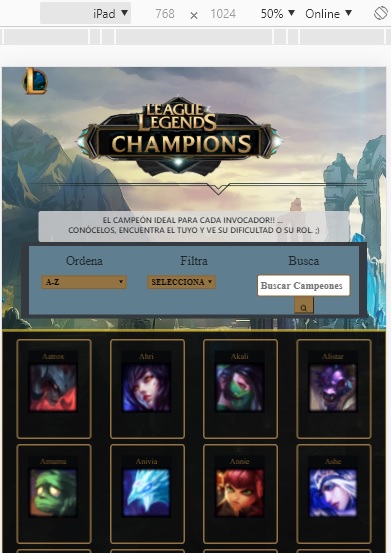 iPad ▼ 768 × 1024 50% ▼ Online ▼
L
LEAGUE
of
LEGENDS
CHAMPIONS
EL CAMPEÓN IDEAL PARA CADA INVOCADOR!! ...
CONÓCELOS, ENCUENTRA EL TUYO Y VE SU DIFICULTAD O SU ROL. ;)
Ordena Filtra Busca
A-Z SELECCIONA Buscar Campeones
Aatrox Ahri Akali Alistar
Amumu Anivia Annie Ashe